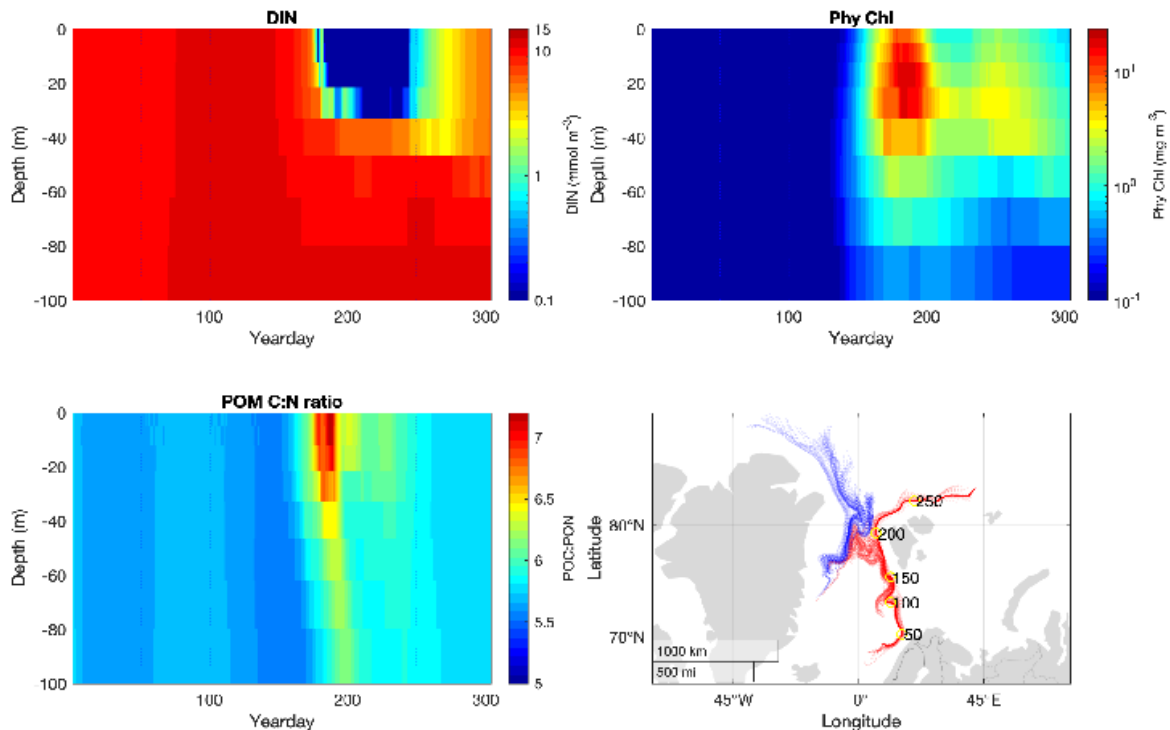 DIN
0
-20
-40
-60
-80
-100
Depth (m)
100
200
300
Yearday
15
10
1
0.1
DIN (mmol m⁻³)
Phy Chl
0
-20
-40
-60
-80
-100
Depth (m)
100
200
300
Yearday
10¹
10⁰
10⁻¹
Phy Chl (mg m⁻³)
POM C:N ratio
0
-20
-40
-60
-80
-100
Depth (m)
100
200
300
Yearday
7
6.5
6
5.5
5
POC:PON
80°N
70°N
Latitude
250
200
150
100
50
1000 km
500 mi
45°W
0°
45°E
Longitude